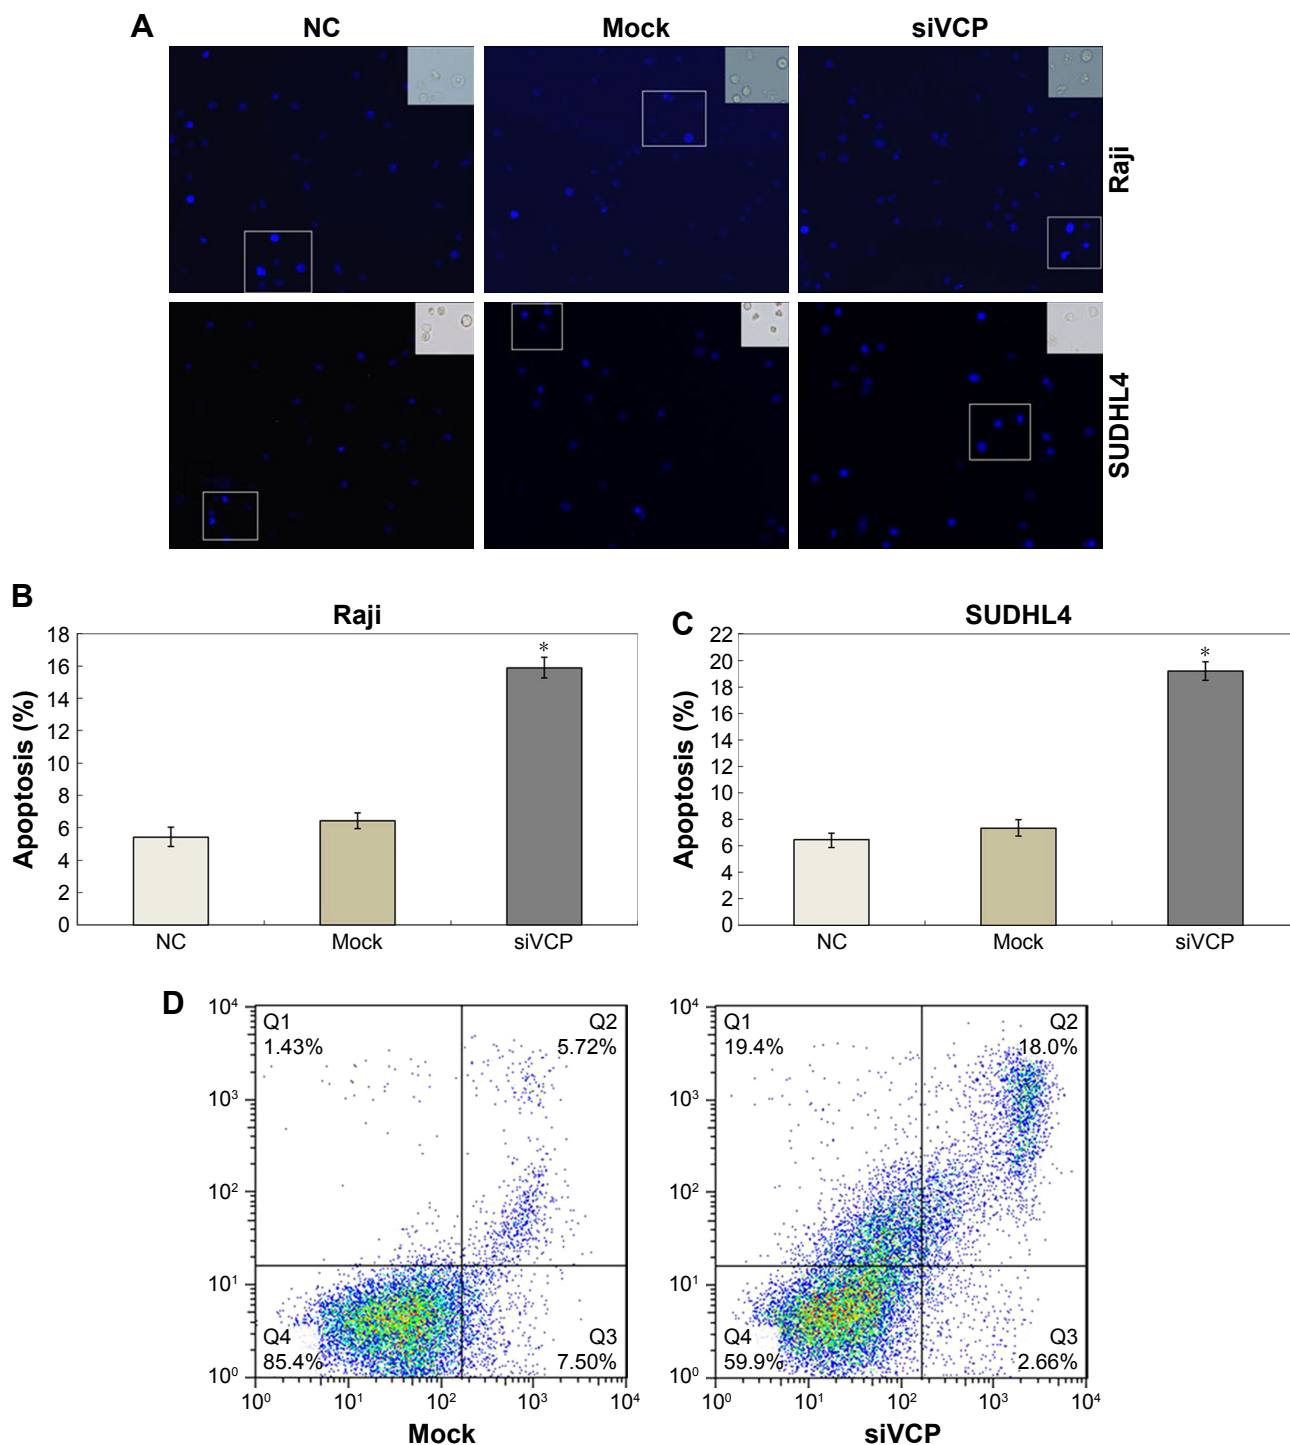 A
NC
Mock
siVCP
Raji
SUDHL4
B
Raji
Apoptosis (%)
18
16
14
12
10
8
6
4
2
0
*
NC
Mock
siVCP
C
SUDHL4
Apoptosis (%)
22
20
18
16
14
12
10
8
6
4
2
0
*
NC
Mock
siVCP
D
10⁴
10³
10²
10¹
10⁰
Q1
1.43%
Q2
5.72%
Q4
85.4%
Q3
7.50%
10⁰
10¹
10²
10³
10⁴
Mock
10⁴
10³
10²
10¹
10⁰
Q1
19.4%
Q2
18.0%
Q4
59.9%
Q3
2.66%
10⁰
10¹
10²
10³
10⁴
siVCP